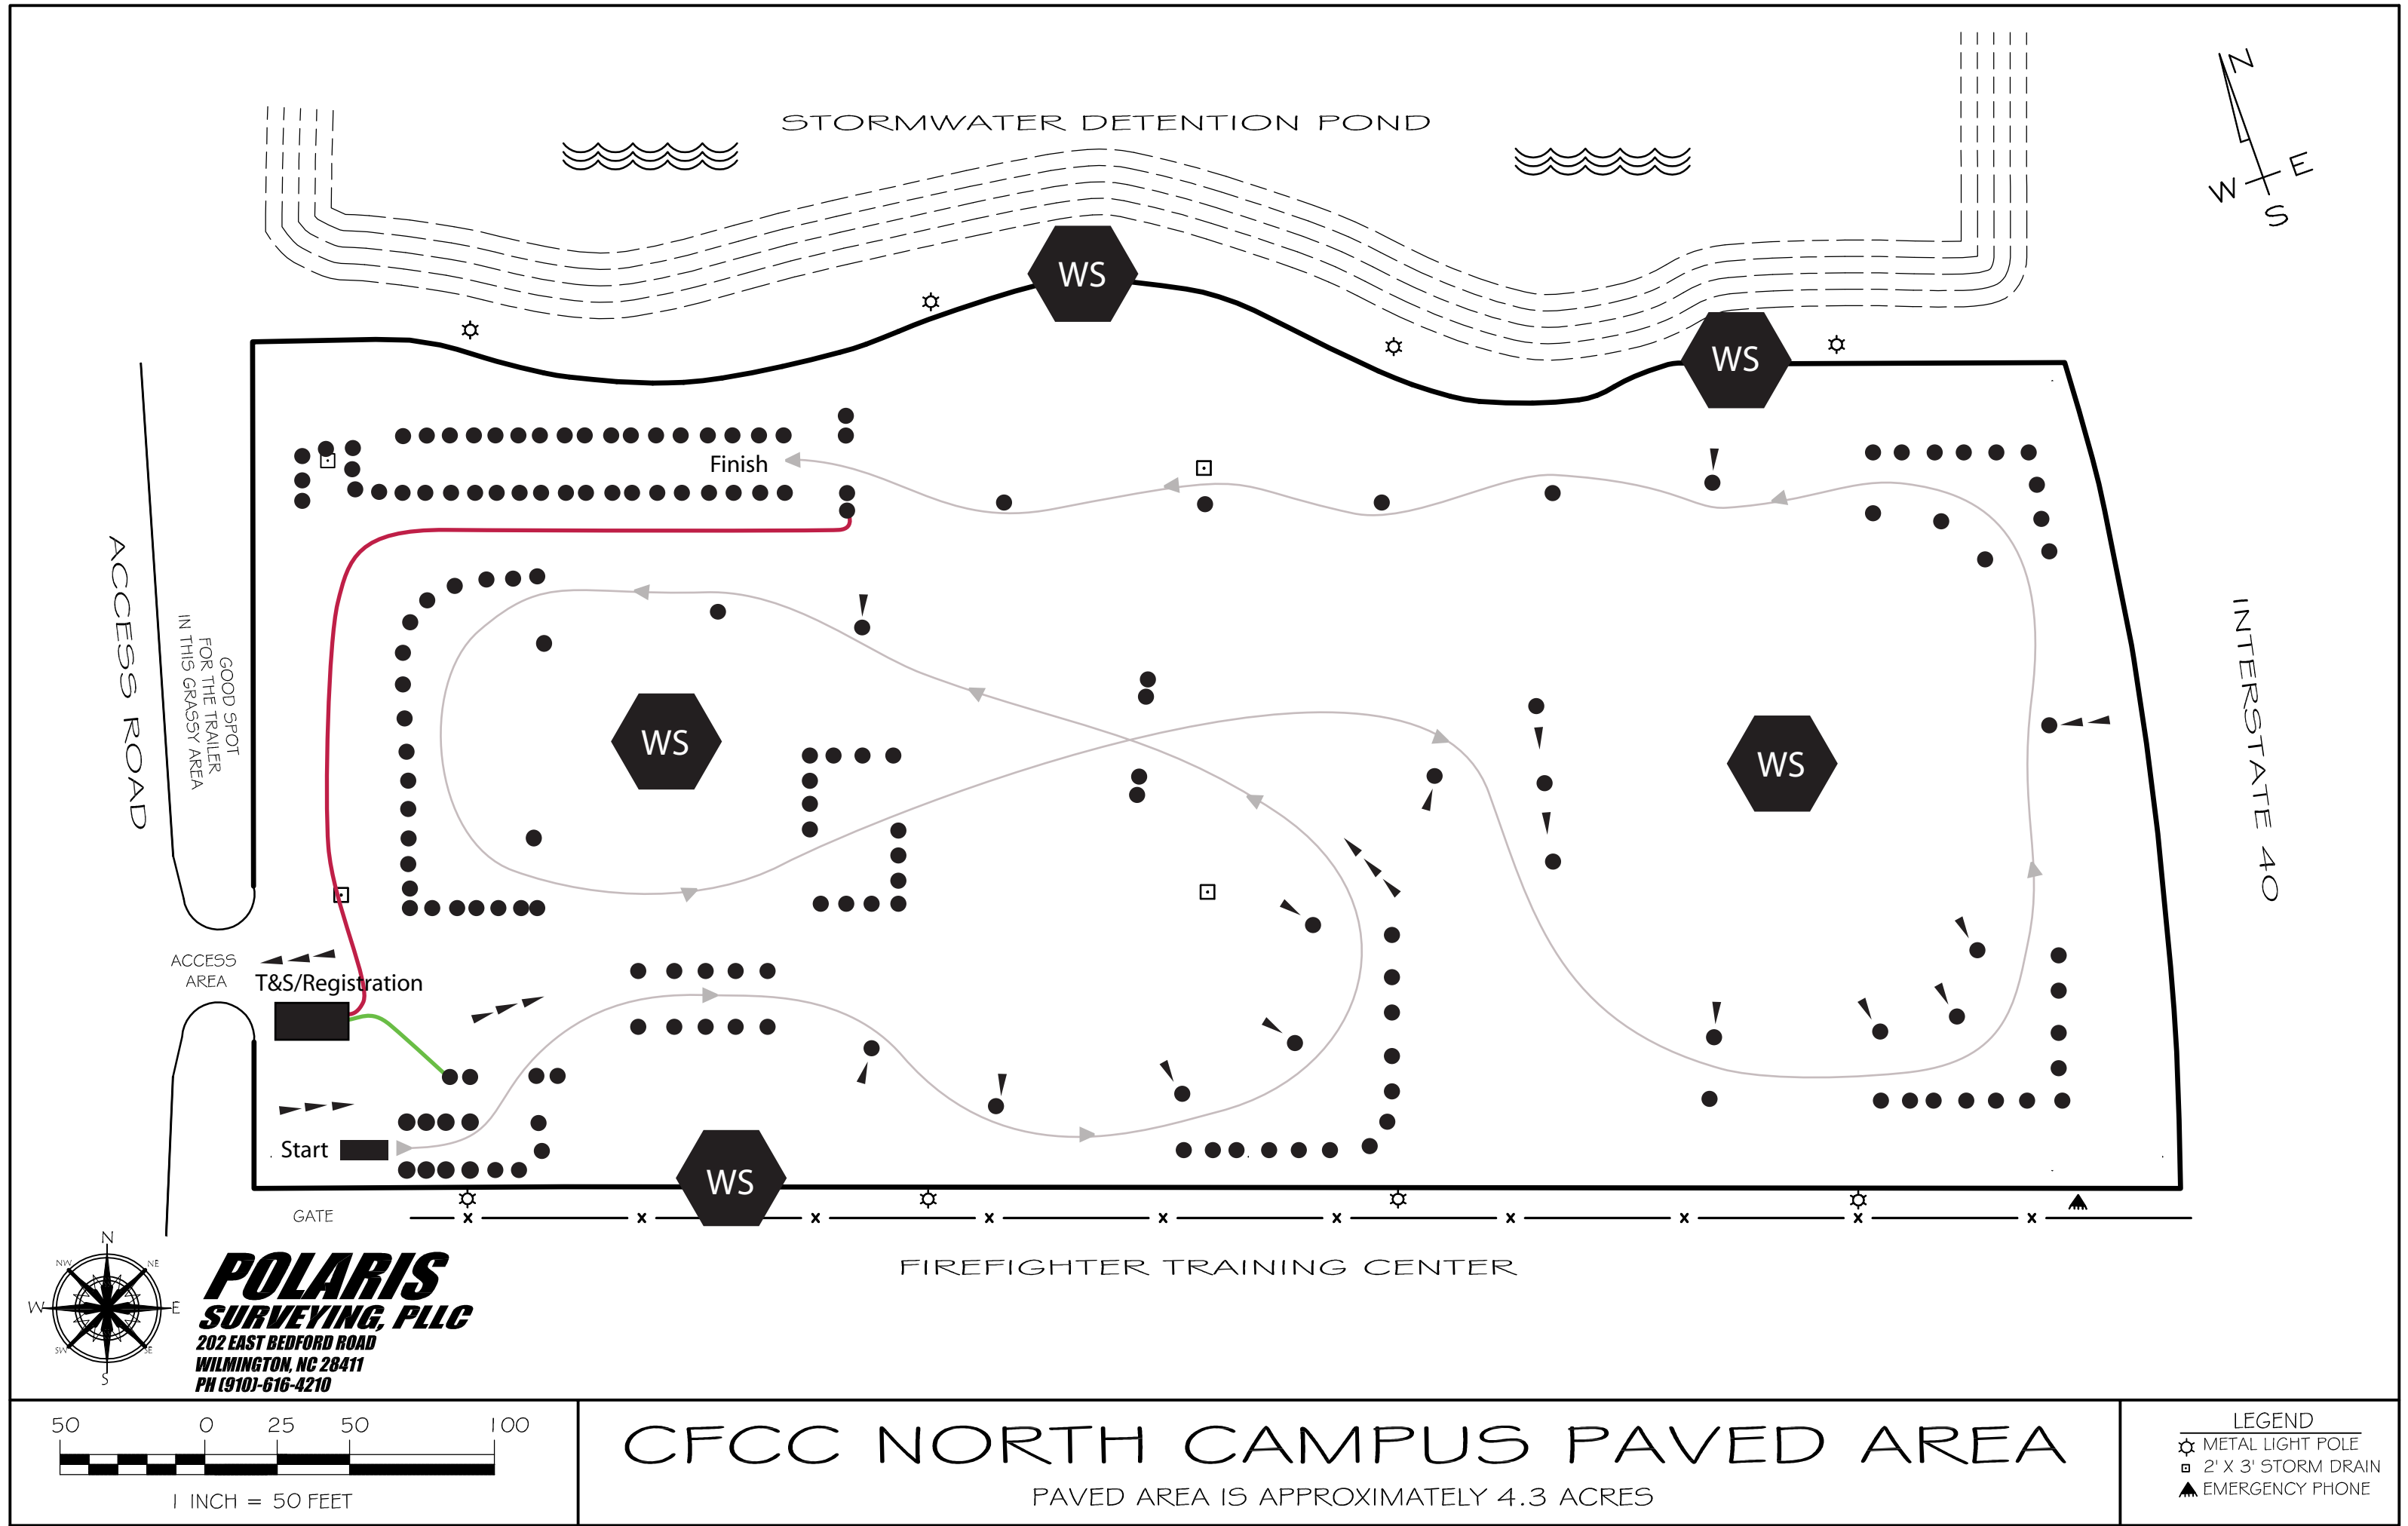 STORMWATER DETENTION POND
N
W E
S
WS
WS
Finish
ACCESS ROAD
GOOD SPOT
FOR THE TRAILER
IN THIS GRASSY AREA
INTERSTATE 40
WS
WS
ACCESS
AREA
T&S/Registration
Start
WS
GATE
x x x x x x x x x x
FIREFIGHTER TRAINING CENTER
N
NW NE
W E
SW SE
S
POLARIS
SURVEYING, PLLC
202 EAST BEDFORD ROAD
WILMINGTON, NC 28411
PH (910)-616-4210
50 0 25 50 100
1 INCH = 50 FEET
CFCC NORTH CAMPUS PAVED AREA
PAVED AREA IS APPROXIMATELY 4.3 ACRES
LEGEND
METAL LIGHT POLE
2' X 3' STORM DRAIN
EMERGENCY PHONE